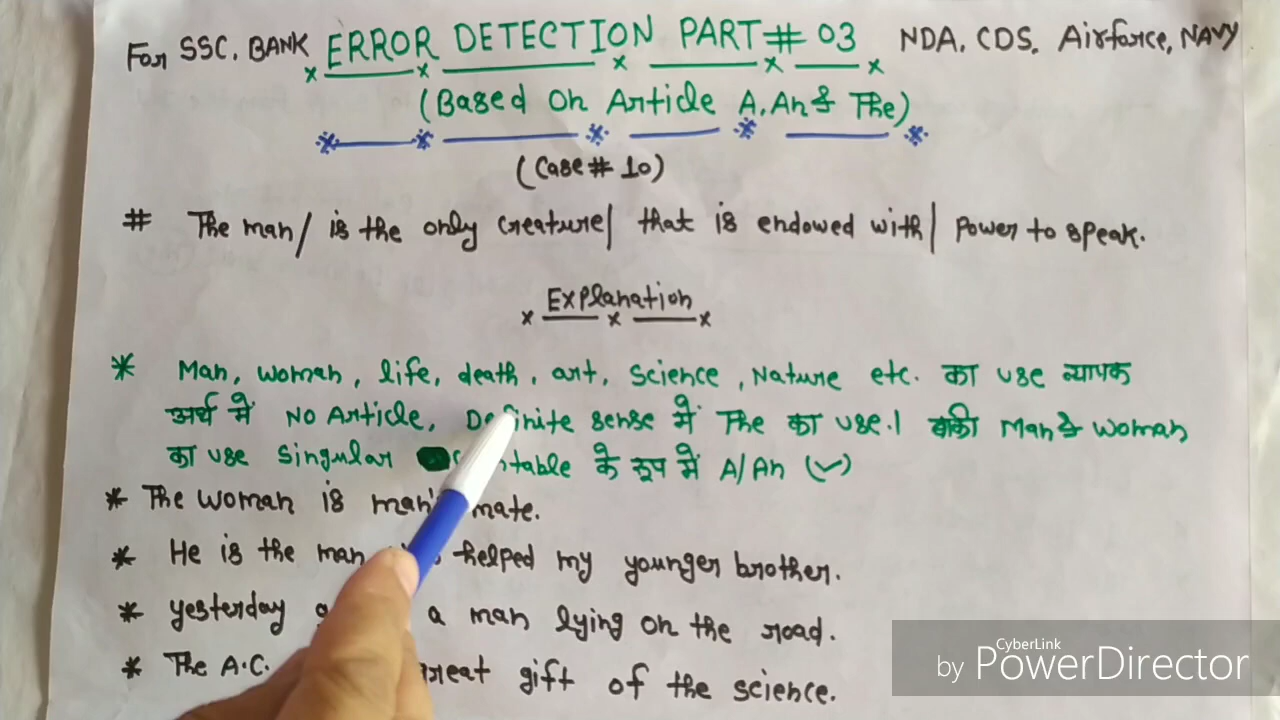 For SSC, BANK ERROR DETECTION PART # 03 NDA, CDS, Airforce, NAVY
(Based On Article A, An & The)
(Case # 10)
# The man/ is the only creature/ that is endowed with/ Power to speak.
Explanation
* Man, woman, life, death, art, Science, Nature etc. का use व्यापक
अर्थ में No Article, Definite sense में The का use.। बाकी Man & woman
का use Singular के रूप में A/An (✓)
* The woman is man's mate.
* He is the man helped my younger brother.
* Yesterday a man lying on the road.
* The A.C. great gift of the science.
CyberLink
by PowerDirector